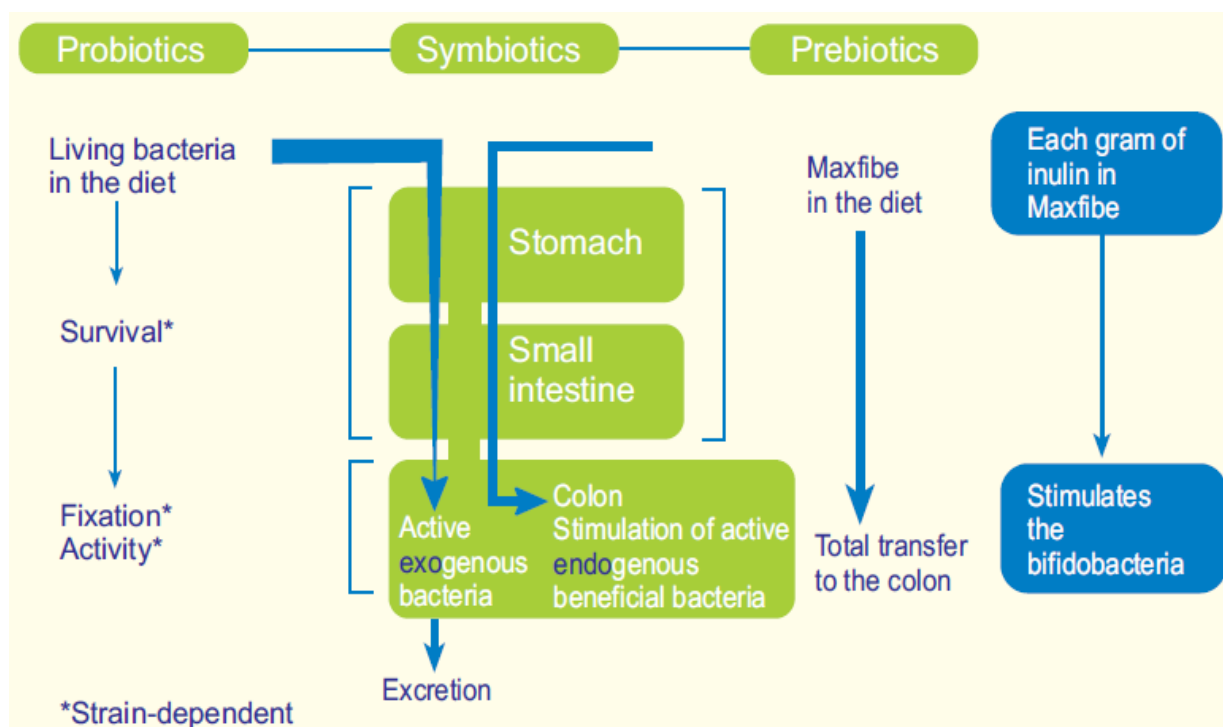 Probiotics
Symbiotics
Prebiotics
Living bacteria
in the diet
Survival*
Fixation*
Activity*
*Strain-dependent
Stomach
Small
intestine
Active
exogenous
bacteria
Colon
Stimulation of active
endogenous
beneficial bacteria
Excretion
Maxfibe
in the diet
Total transfer
to the colon
Each gram of
inulin in
Maxfibe
Stimulates
the
bifidobacteria